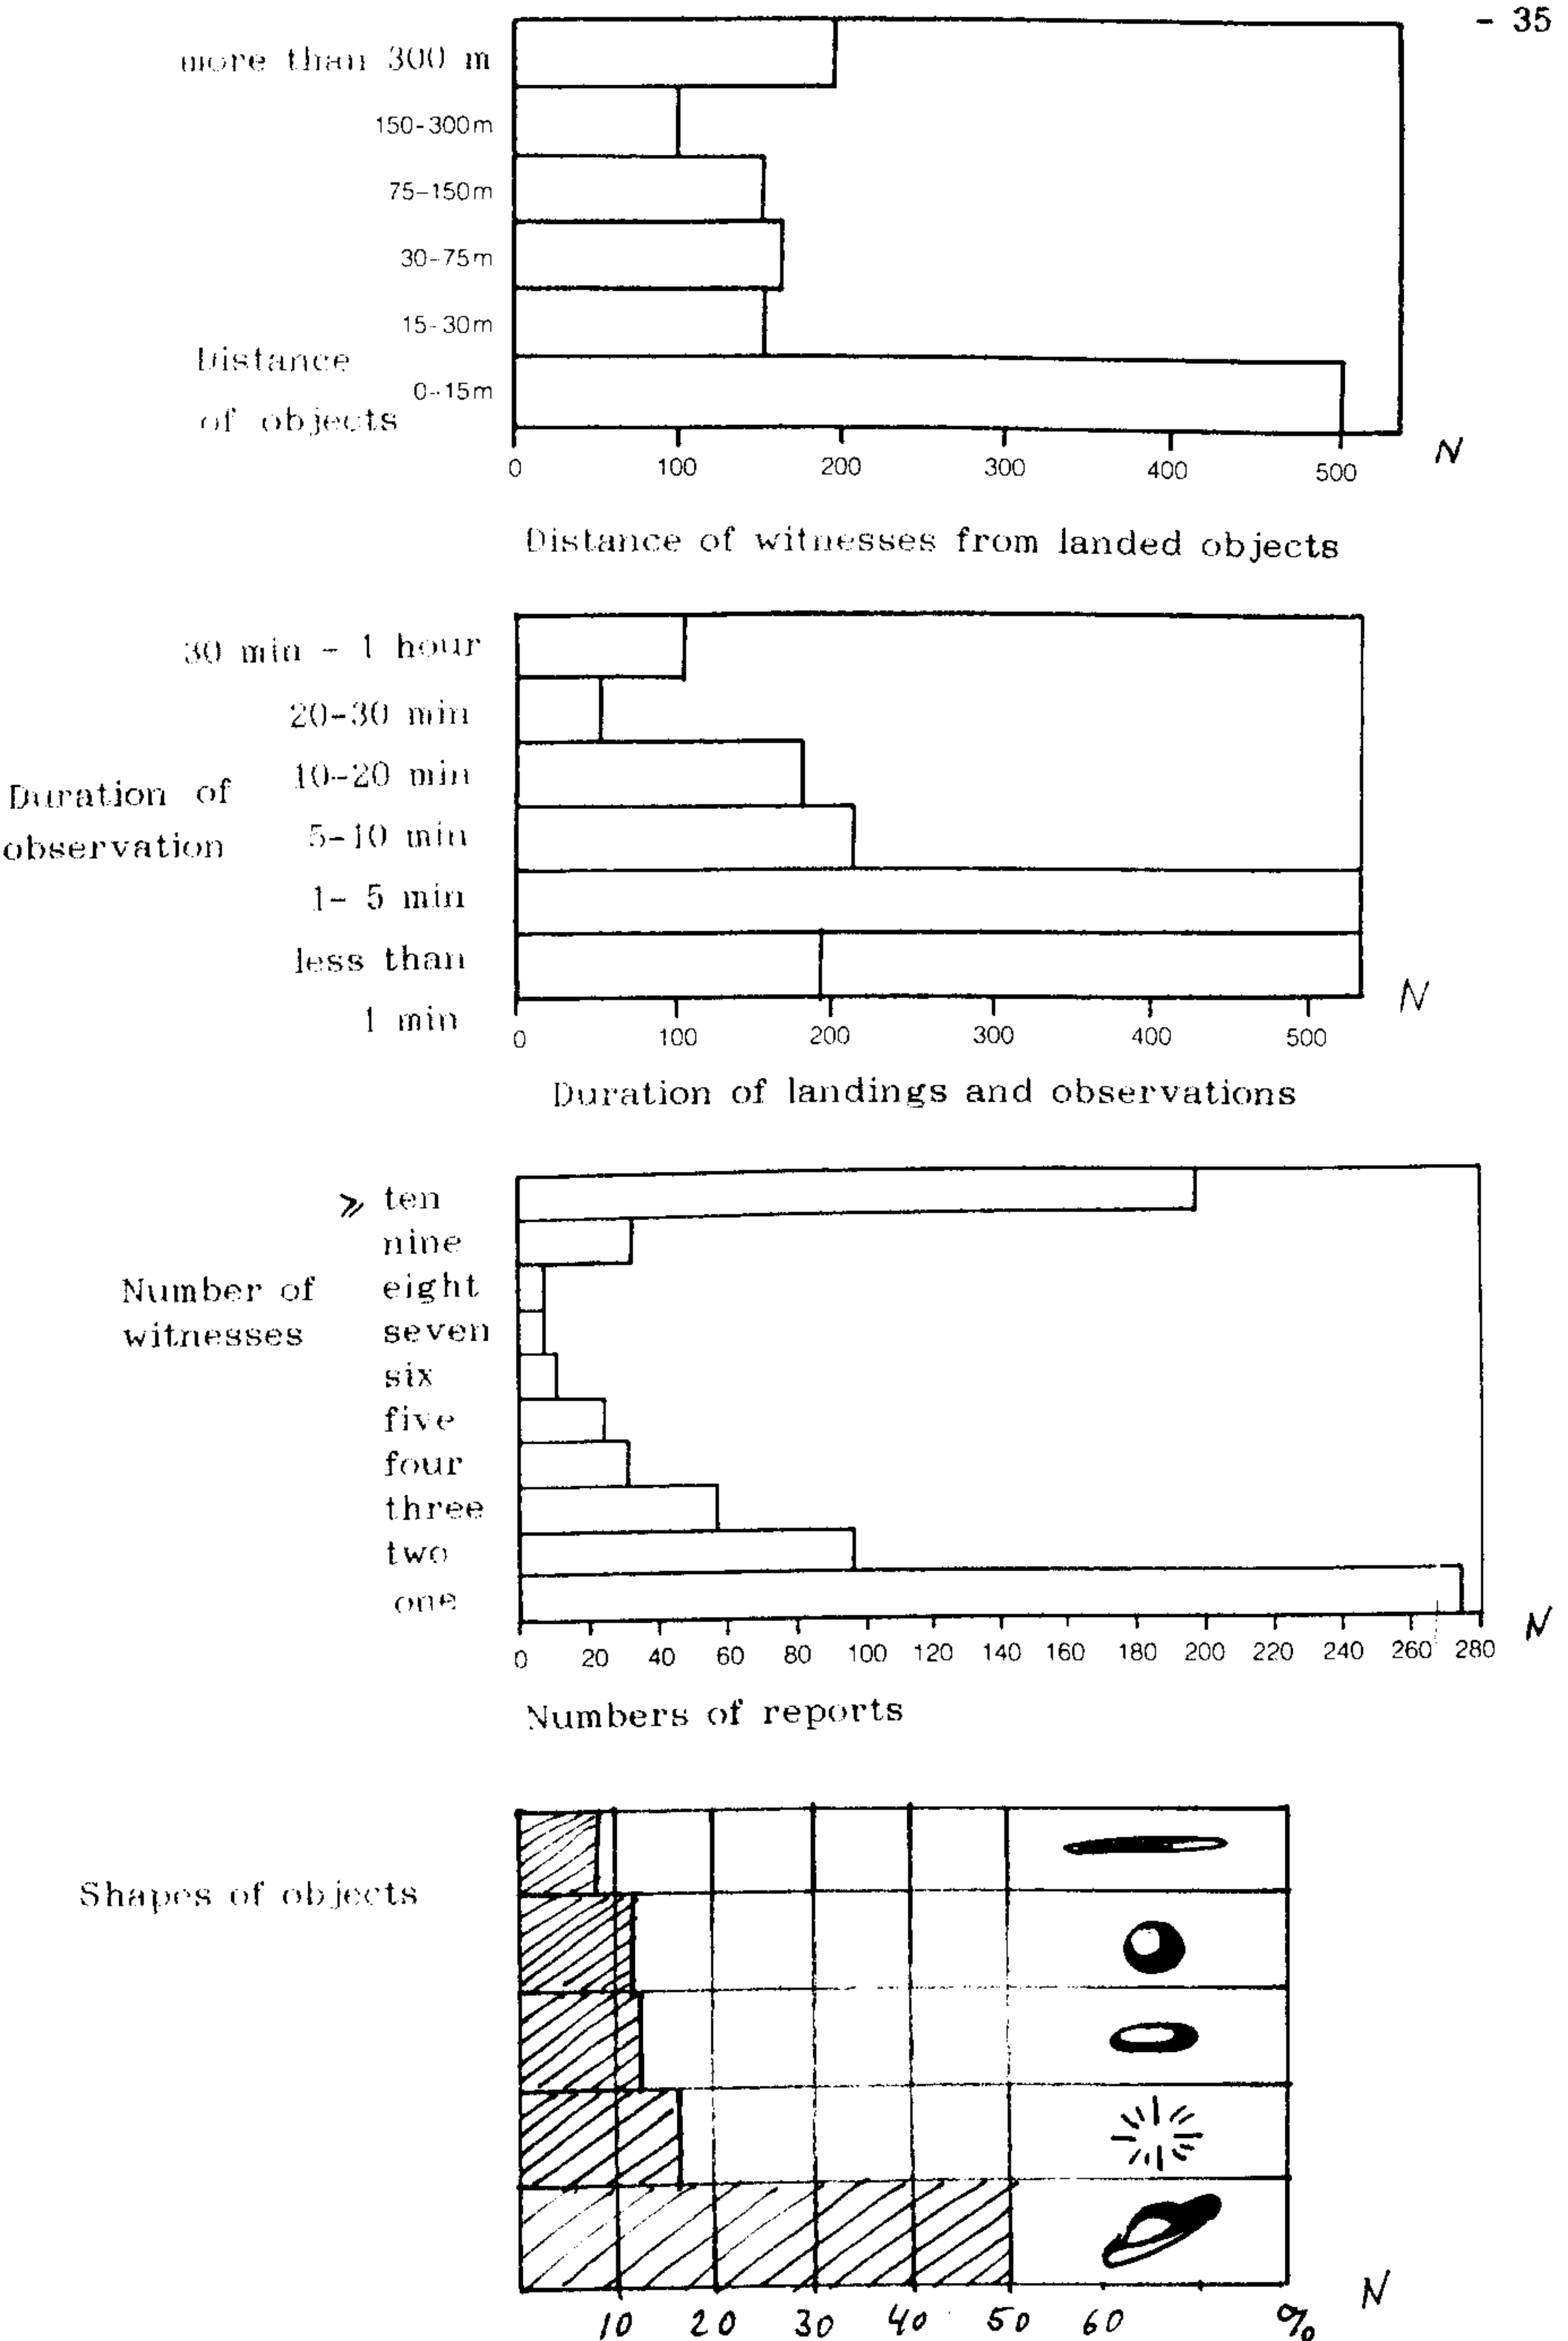 - 35
more than 300 m
150-300m
75-150m
30-75m
15-30m
Distance
0-15m
of objects
0 100 200 300 400 500 N
Distance of witnesses from landed objects
30 min - 1 hour
20-30 min
10-20 min
Duration of
5-10 min
observation
1- 5 min
less than
1 min
0 100 200 300 400 500 N
Duration of landings and observations
⩾ ten
nine
Number of eight
witnesses seven
six
five
four
three
two
one
0 20 40 60 80 100 120 140 160 180 200 220 240 260 280 N
Numbers of reports
Shapes of objects
10 20 30 40 50 60 % N